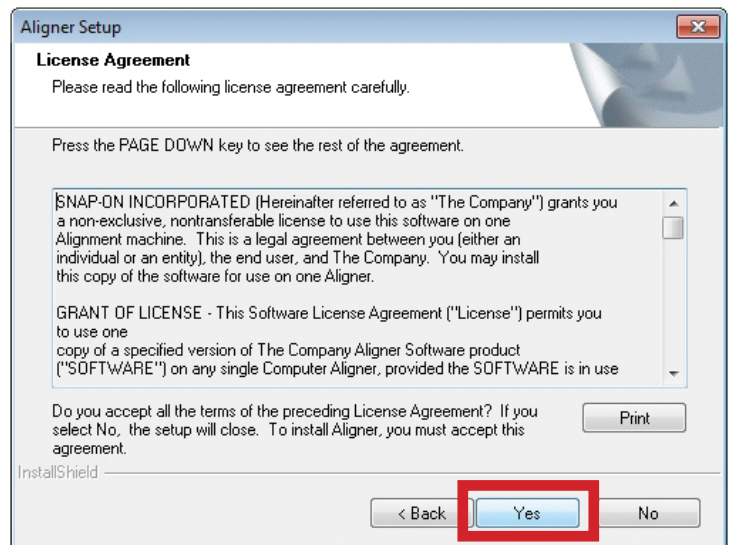 Aligner Setup
License Agreement
Please read the following license agreement carefully.
Press the PAGE DOWN key to see the rest of the agreement.
SNAP-ON INCORPORATED (Hereinafter referred to as "The Company") grants you
a non-exclusive, nontransferable license to use this software on one
Alignment machine. This is a legal agreement between you (either an
individual or an entity), the end user, and The Company. You may install
this copy of the software for use on one Aligner.
GRANT OF LICENSE - This Software License Agreement ("License") permits you
to use one
copy of a specified version of The Company Aligner Software product
("SOFTWARE") on any single Computer Aligner, provided the SOFTWARE is in use
Do you accept all the terms of the preceding License Agreement? If you
select No, the setup will close. To install Aligner, you must accept this
agreement.
Print
InstallShield
< Back
Yes
No